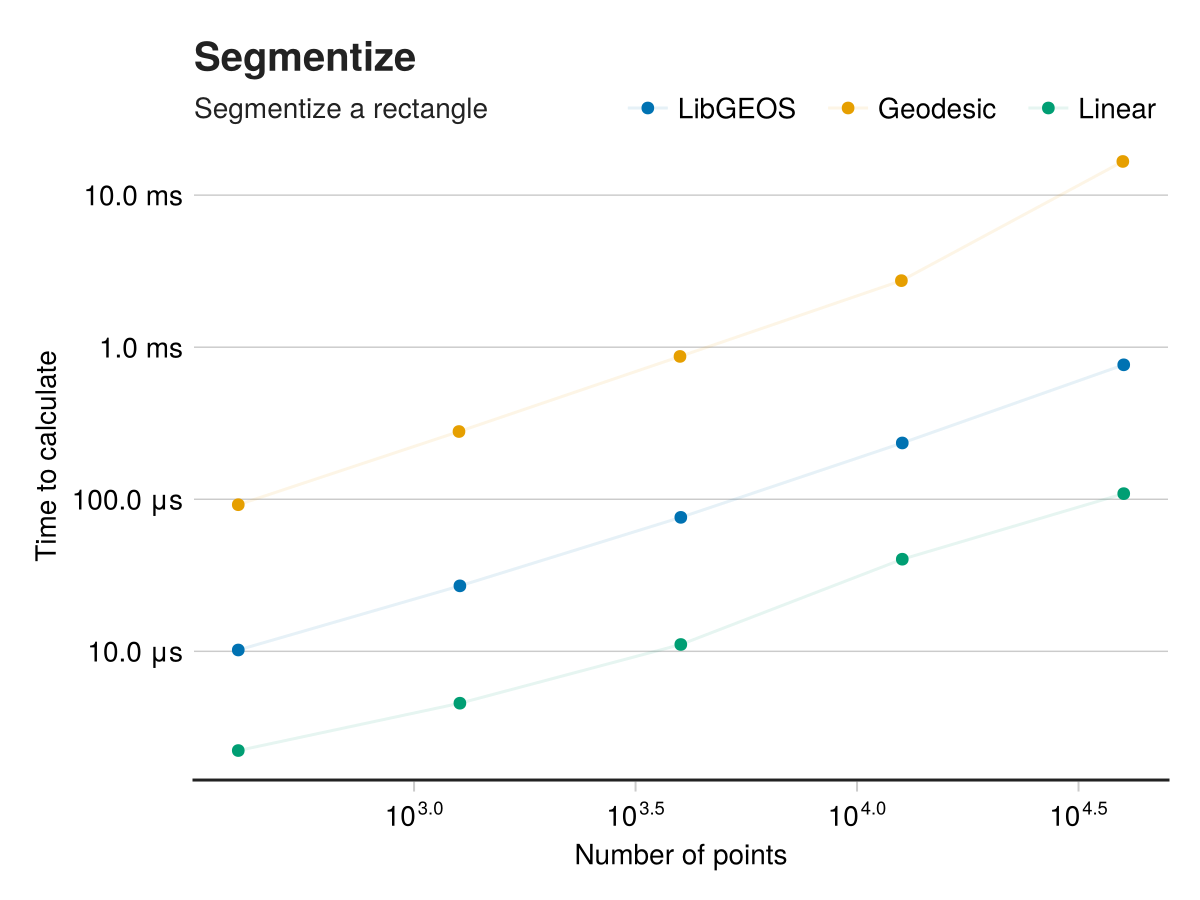 Segmentize
Segmentize a rectangle
LibGEOS Geodesic Linear
10.0 ms
1.0 ms
100.0 µs
10.0 µs
Time to calculate
10^3.0 10^3.5 10^4.0 10^4.5
Number of points